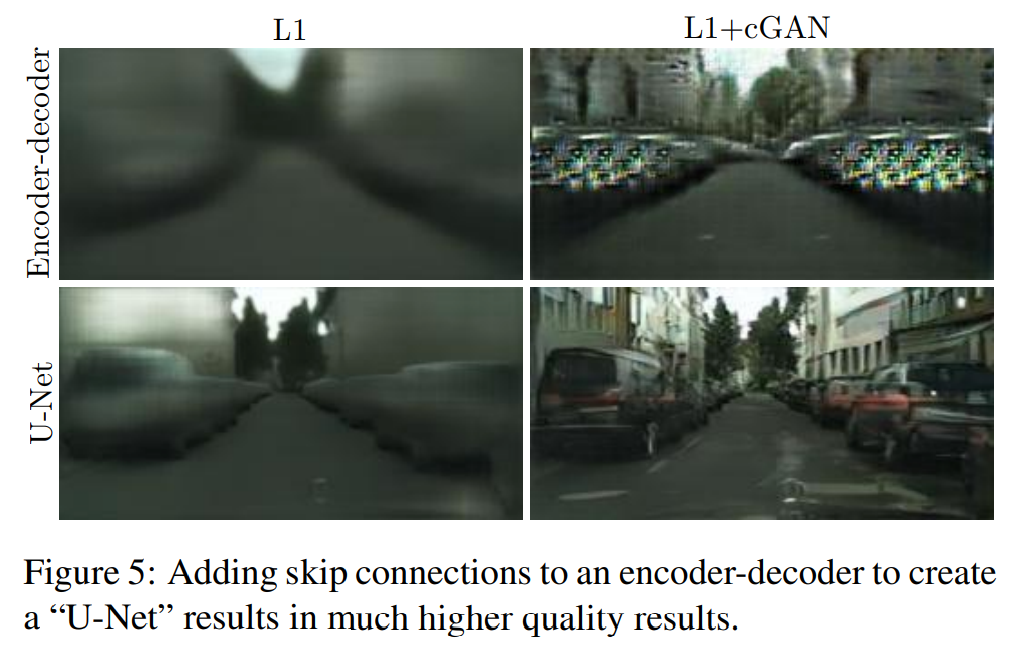 L1
L1+cGAN
Encoder-decoder
U-Net
Figure 5: Adding skip connections to an encoder-decoder to create
a “U-Net” results in much higher quality results.